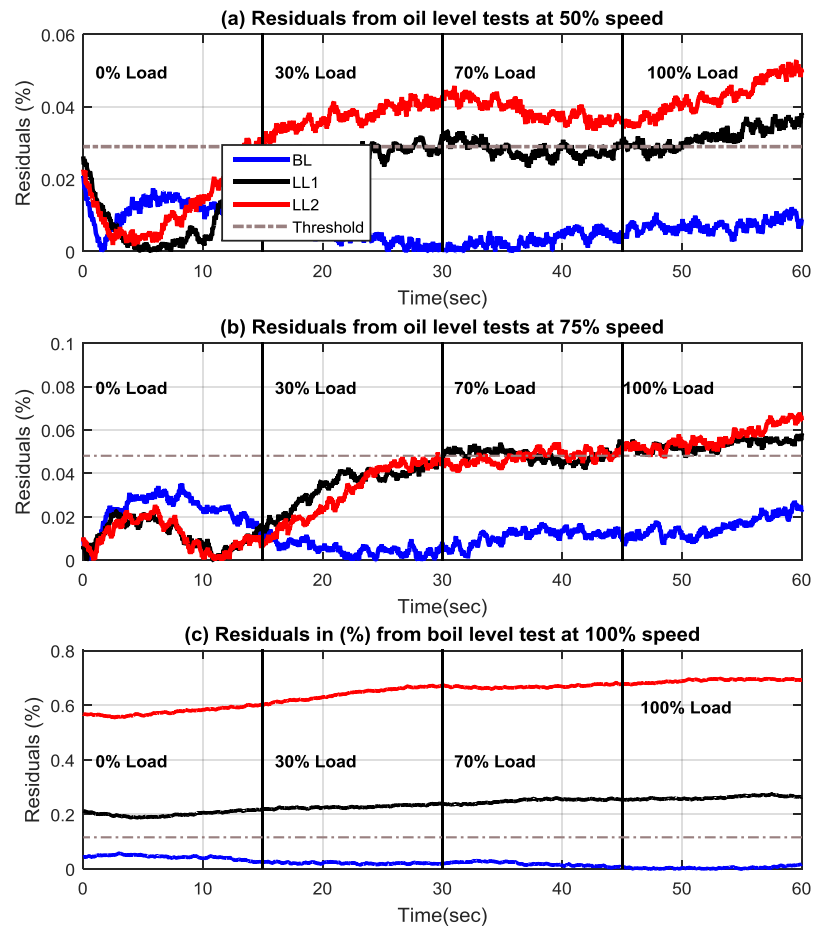 (a) Residuals from oil level tests at 50% speed
0.06
0.04
0.02
0
Residuals (%)
0% Load
30% Load
70% Load
100% Load
BL
LL1
LL2
Threshold
0 10 20 30 40 50 60
Time(sec)
(b) Residuals from oil level tests at 75% speed
0.1
0.08
0.06
0.04
0.02
0
Residuals (%)
0% Load
30% Load
70% Load
100% Load
0 10 20 30 40 50 60
Time(sec)
(c) Residuals in (%) from boil level test at 100% speed
0.8
0.6
0.4
0.2
0
Residuals (%)
100% Load
0% Load
30% Load
70% Load
0 10 20 30 40 50 60
Time(sec)